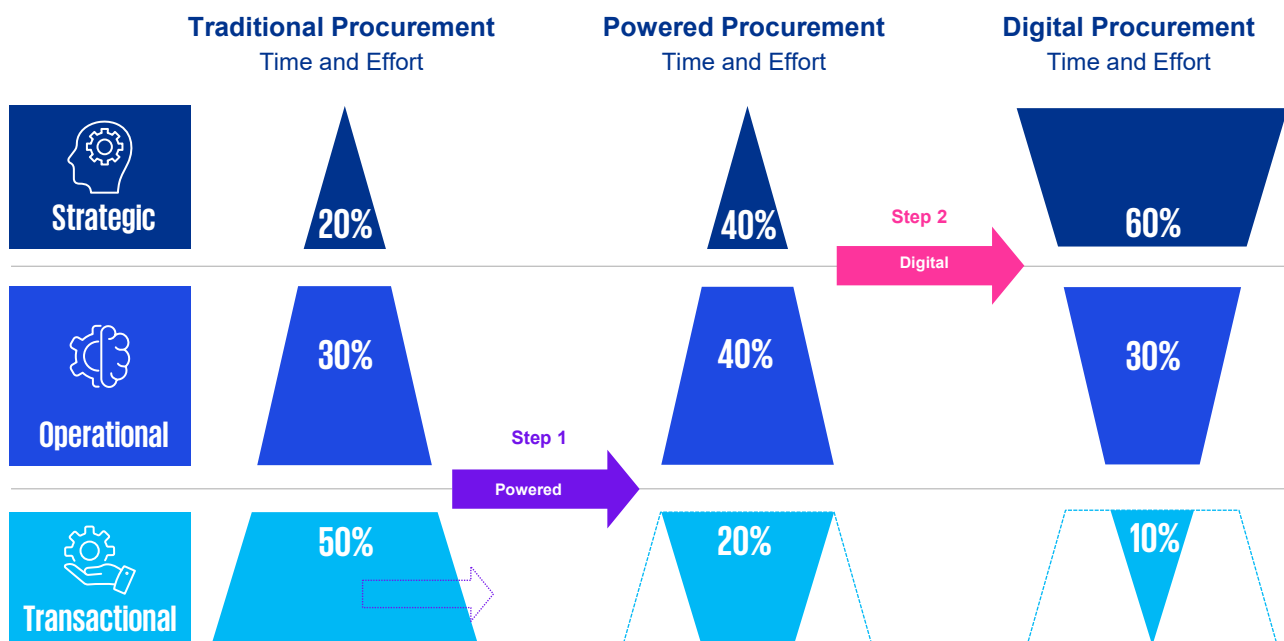 Traditional Procurement
Time and Effort
Powered Procurement
Time and Effort
Digital Procurement
Time and Effort
Strategic
20%
40%
Step 2
Digital
60%
Operational
30%
Step 1
Powered
40%
30%
Transactional
50%
20%
10%